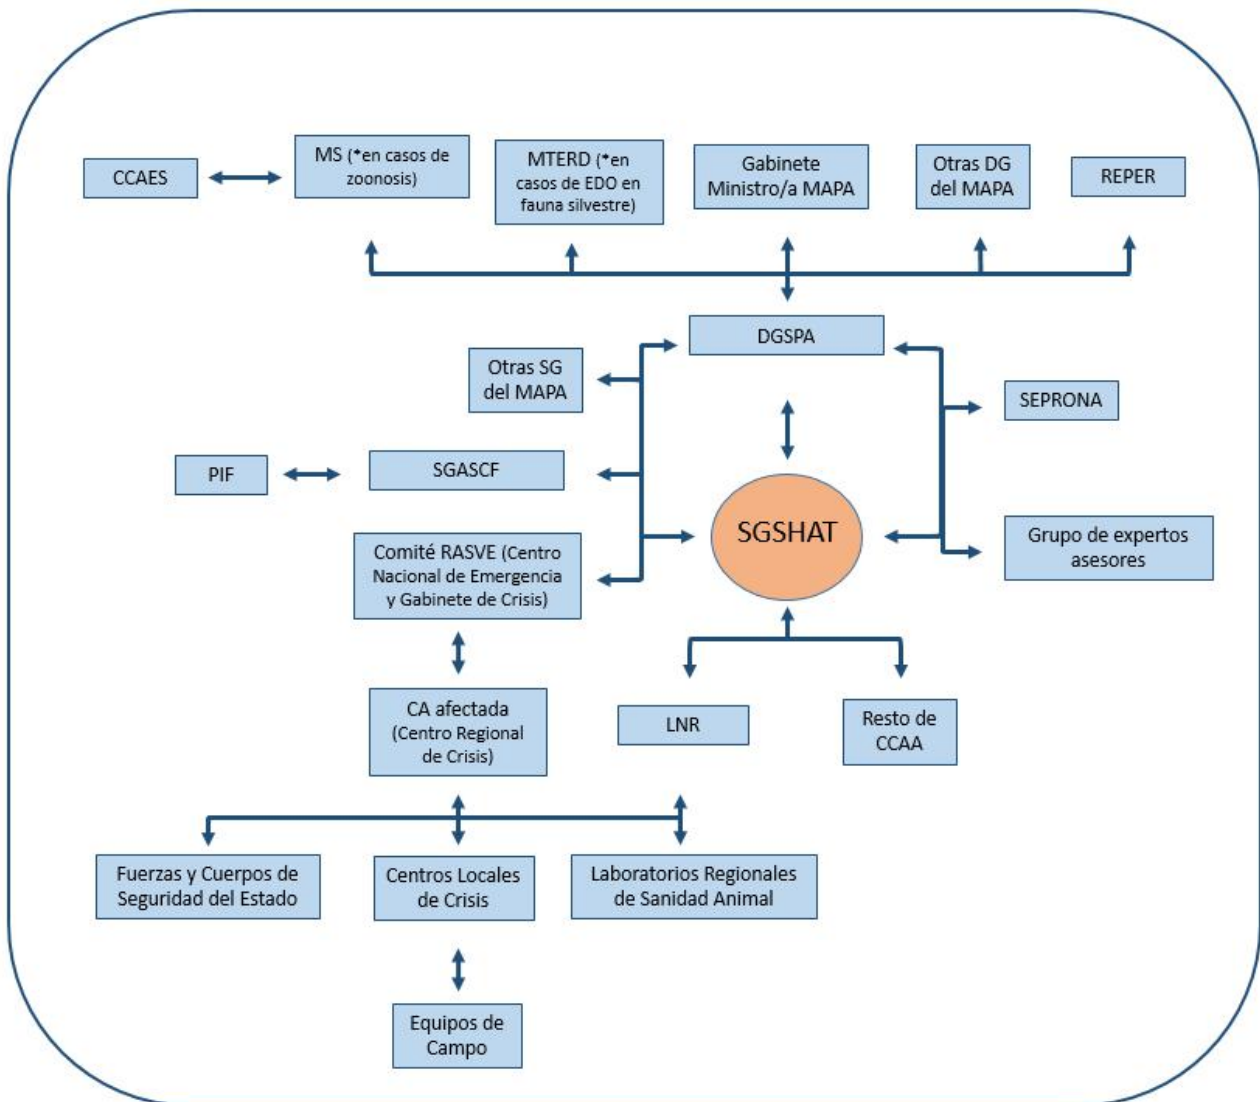 CCAES
MS (*en casos de
zoonosis)
MTERD (*en
casos de EDO en
fauna silvestre)
Gabinete
Ministro/a MAPA
Otras DG
del MAPA
REPER
DGSPA
Otras SG
del MAPA
SEPRONA
PIF
SGASCF
SGSHAT
Comité RASVE (Centro
Nacional de Emergencia
y Gabinete de Crisis)
Grupo de expertos
asesores
CA afectada
(Centro Regional
de Crisis)
LNR
Resto de
CCAA
Fuerzas y Cuerpos de
Seguridad del Estado
Centros Locales
de Crisis
Laboratorios Regionales
de Sanidad Animal
Equipos de
Campo